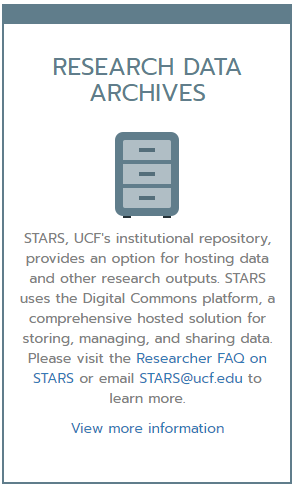 RESEARCH DATA
ARCHIVES
STARS, UCF's institutional repository,
provides an option for hosting data
and other research outputs. STARS
uses the Digital Commons platform, a
comprehensive hosted solution for
storing, managing, and sharing data.
Please visit the Researcher FAQ on
STARS or email STARS@ucf.edu to
learn more.
View more information